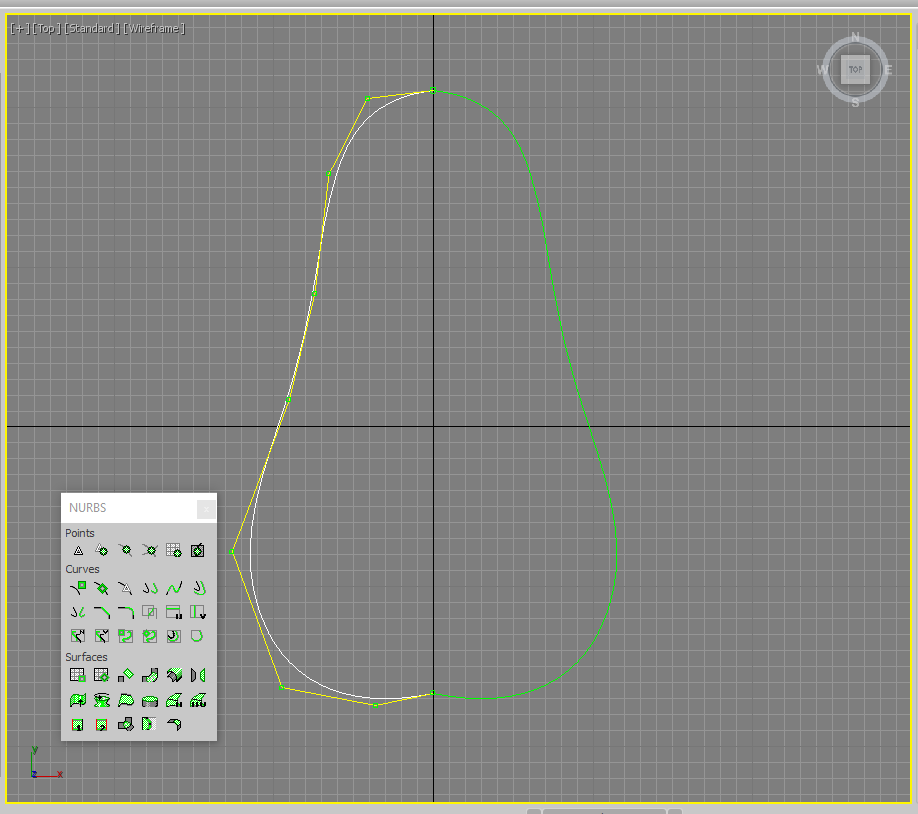 [+] [Top] [Standard] [Wireframe]
N
W TOP E
S
NURBS x
Points
Curves
Surfaces
y
z x